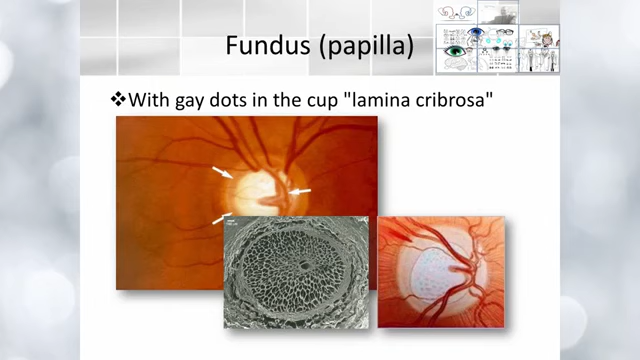 Fundus (papilla)
❖With gay dots in the cup "lamina cribrosa"